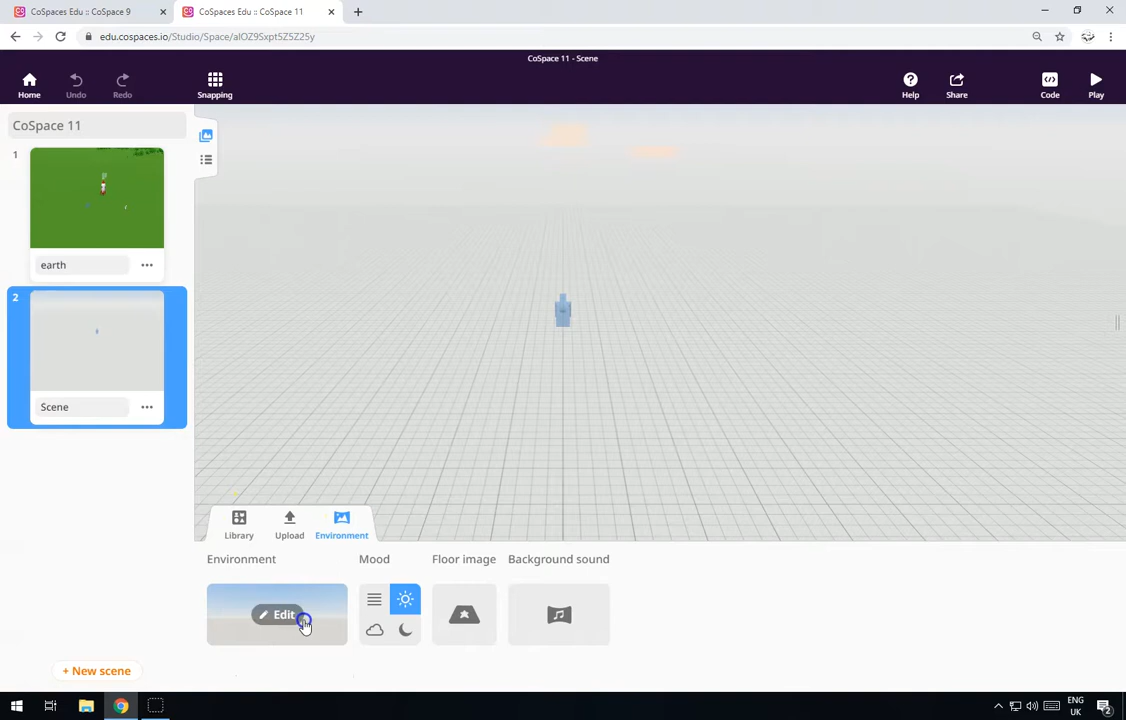 CoSpaces Edu :: CoSpace 9
CoSpaces Edu :: CoSpace 11
edu.cospaces.io/Studio/Space/alOZ9Sxpt5Z5Z25y
CoSpace 11 - Scene
Home
Undo
Redo
Snapping
Help
Share
Code
Play
CoSpace 11
1
earth
2
Scene
Library
Upload
Environment
Environment
Mood
Floor image
Background sound
Edit
+ New scene
ENG
UK
2